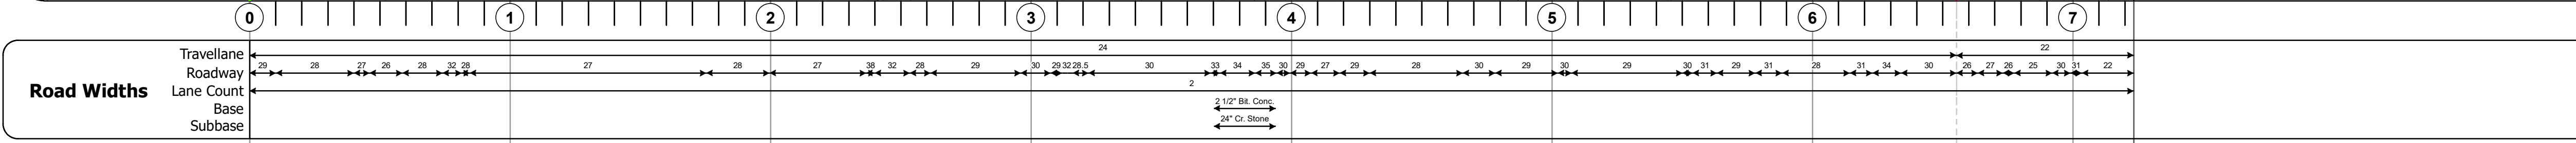 0 1 2 3 4 5 6 7
Travellane 24 22
Roadway 29 28 27 26 28 32 28 27 28 27 38 32 28 29 30 29 32 28.5 30 33 34 35 30 29 27 29 28 30 29 30 29 30 31 29 31 28 31 34 30 26 27 26 25 30 31 22
Road Widths
Lane Count 2
Base 2 1/2" Bit. Conc.
Subbase 24" Cr. Stone